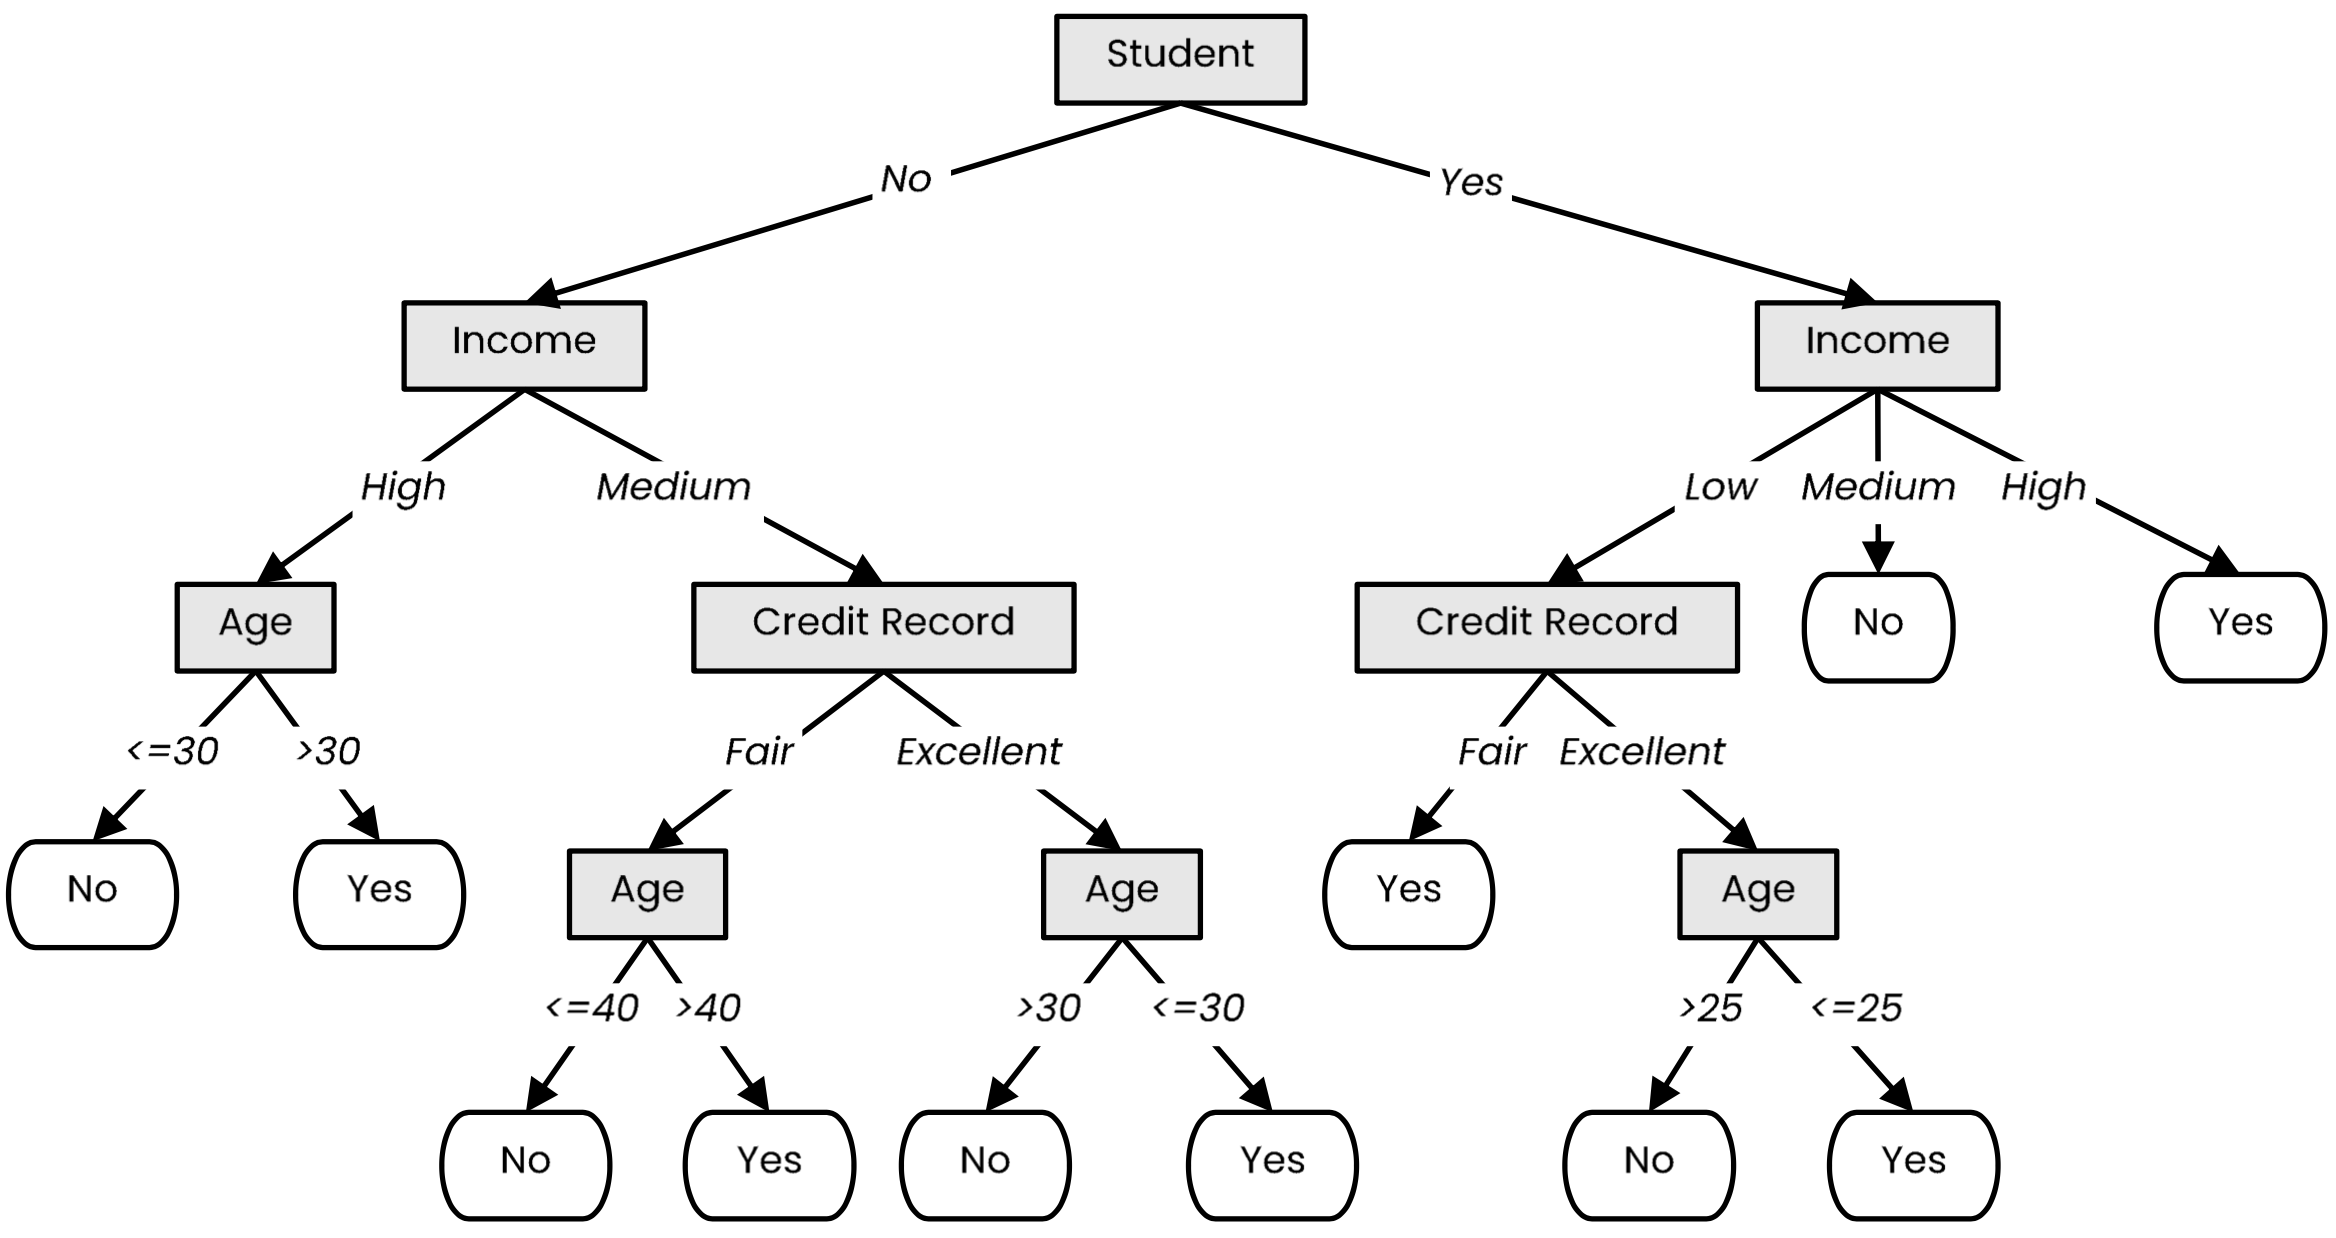 Student
No
Yes
Income
Income
High
Medium
Low
Medium
High
Age
Credit Record
Credit Record
No
Yes
<=30
>30
Fair
Excellent
Fair
Excellent
No
Yes
Age
Age
Yes
Age
<=40
>40
>30
<=30
>25
<=25
No
Yes
No
Yes
No
Yes